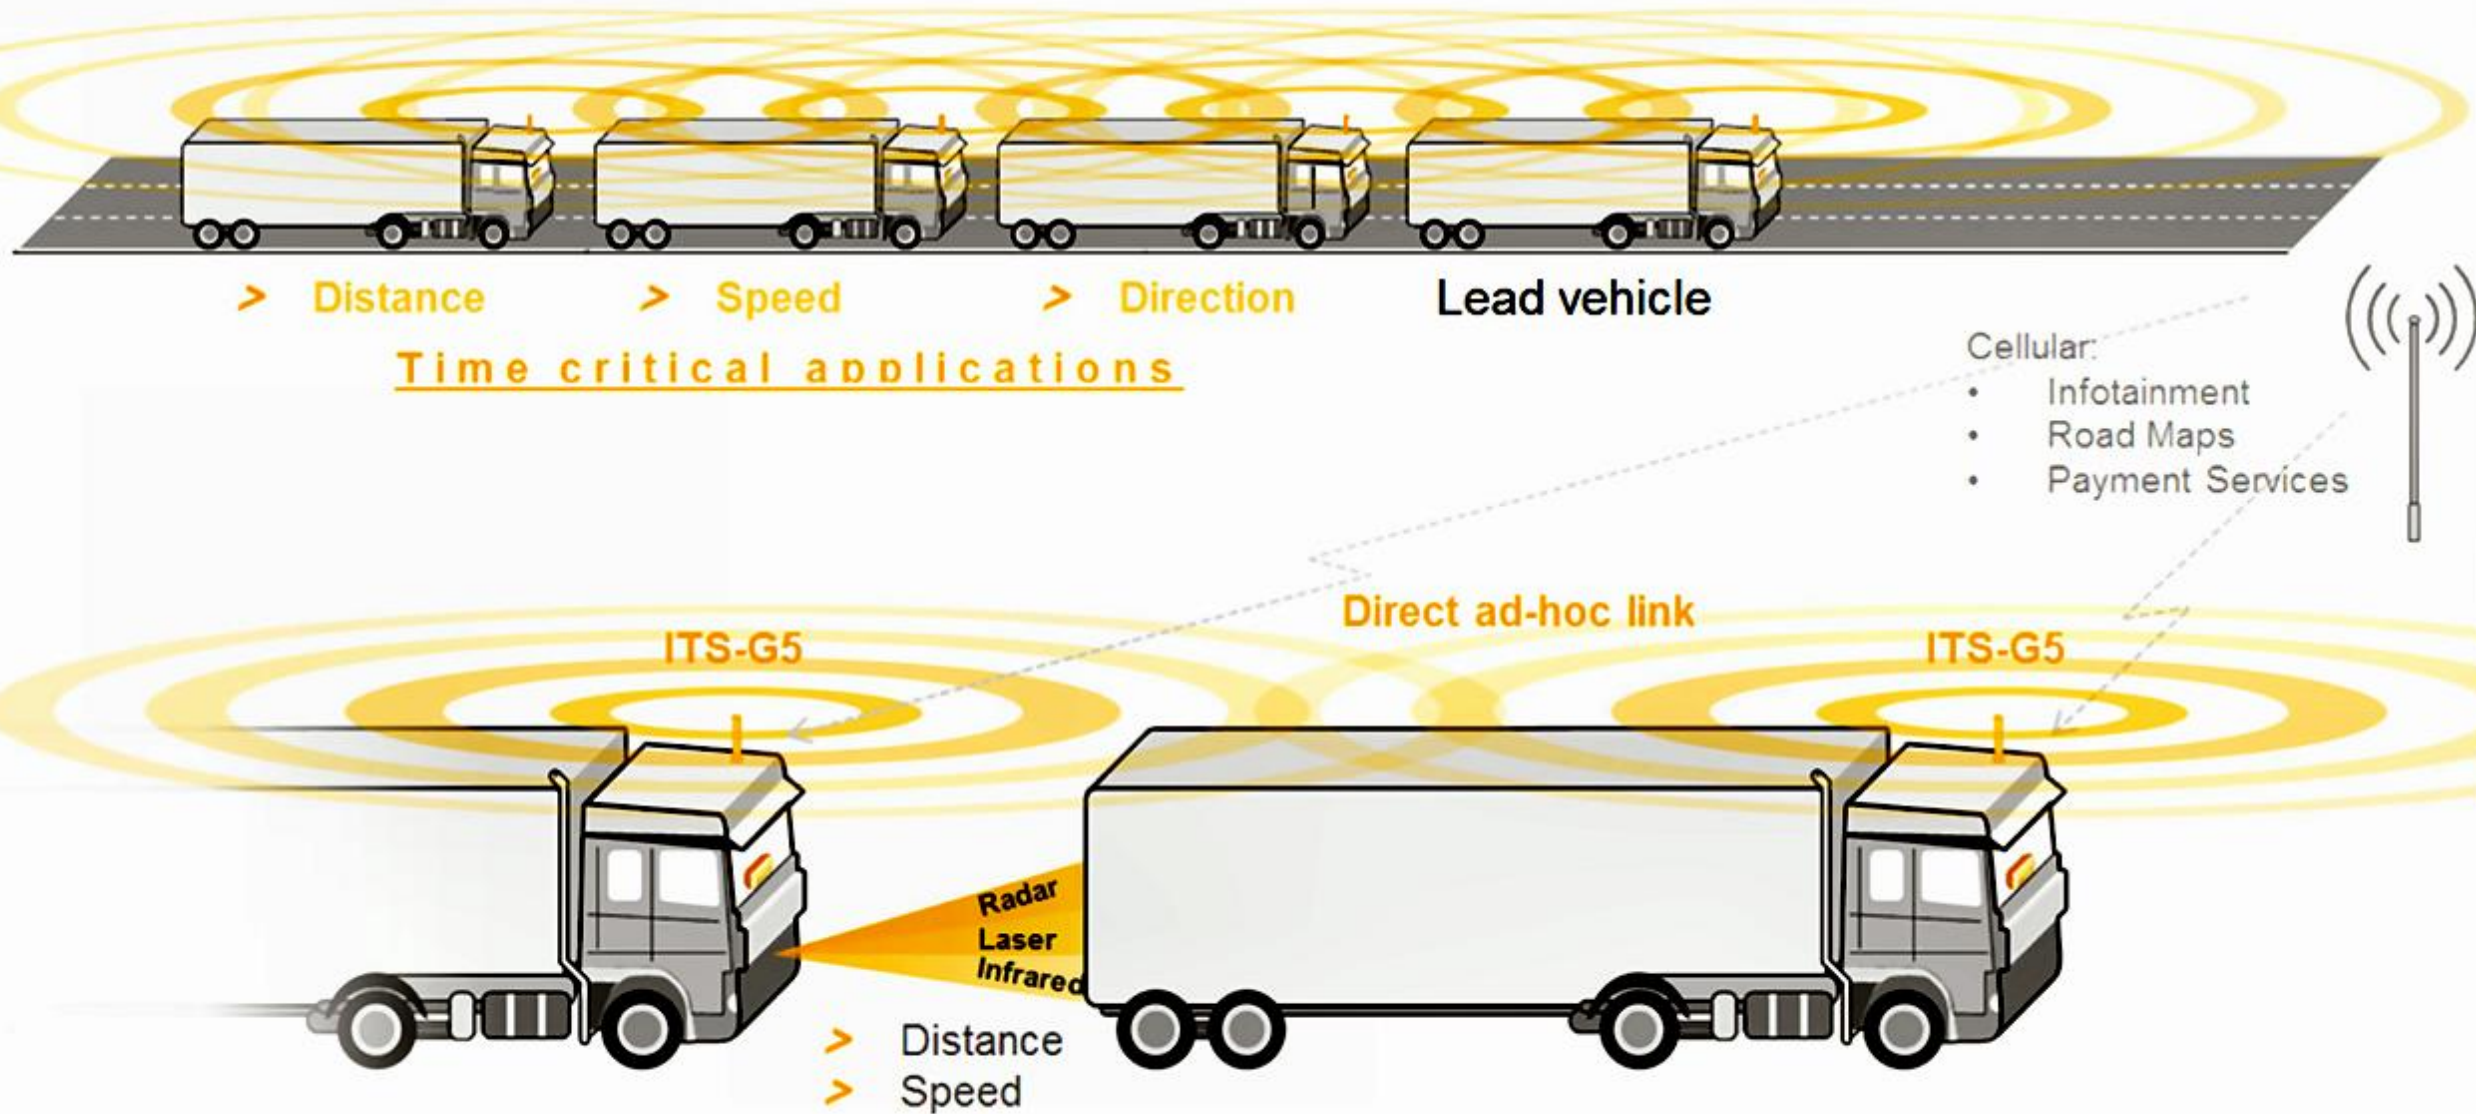 > Distance > Speed > Direction Lead vehicle
Time critical applications
Cellular:
• Infotainment
• Road Maps
• Payment Services
Direct ad-hoc link
ITS-G5
ITS-G5
Radar
Laser
Infrared
> Distance
> Speed